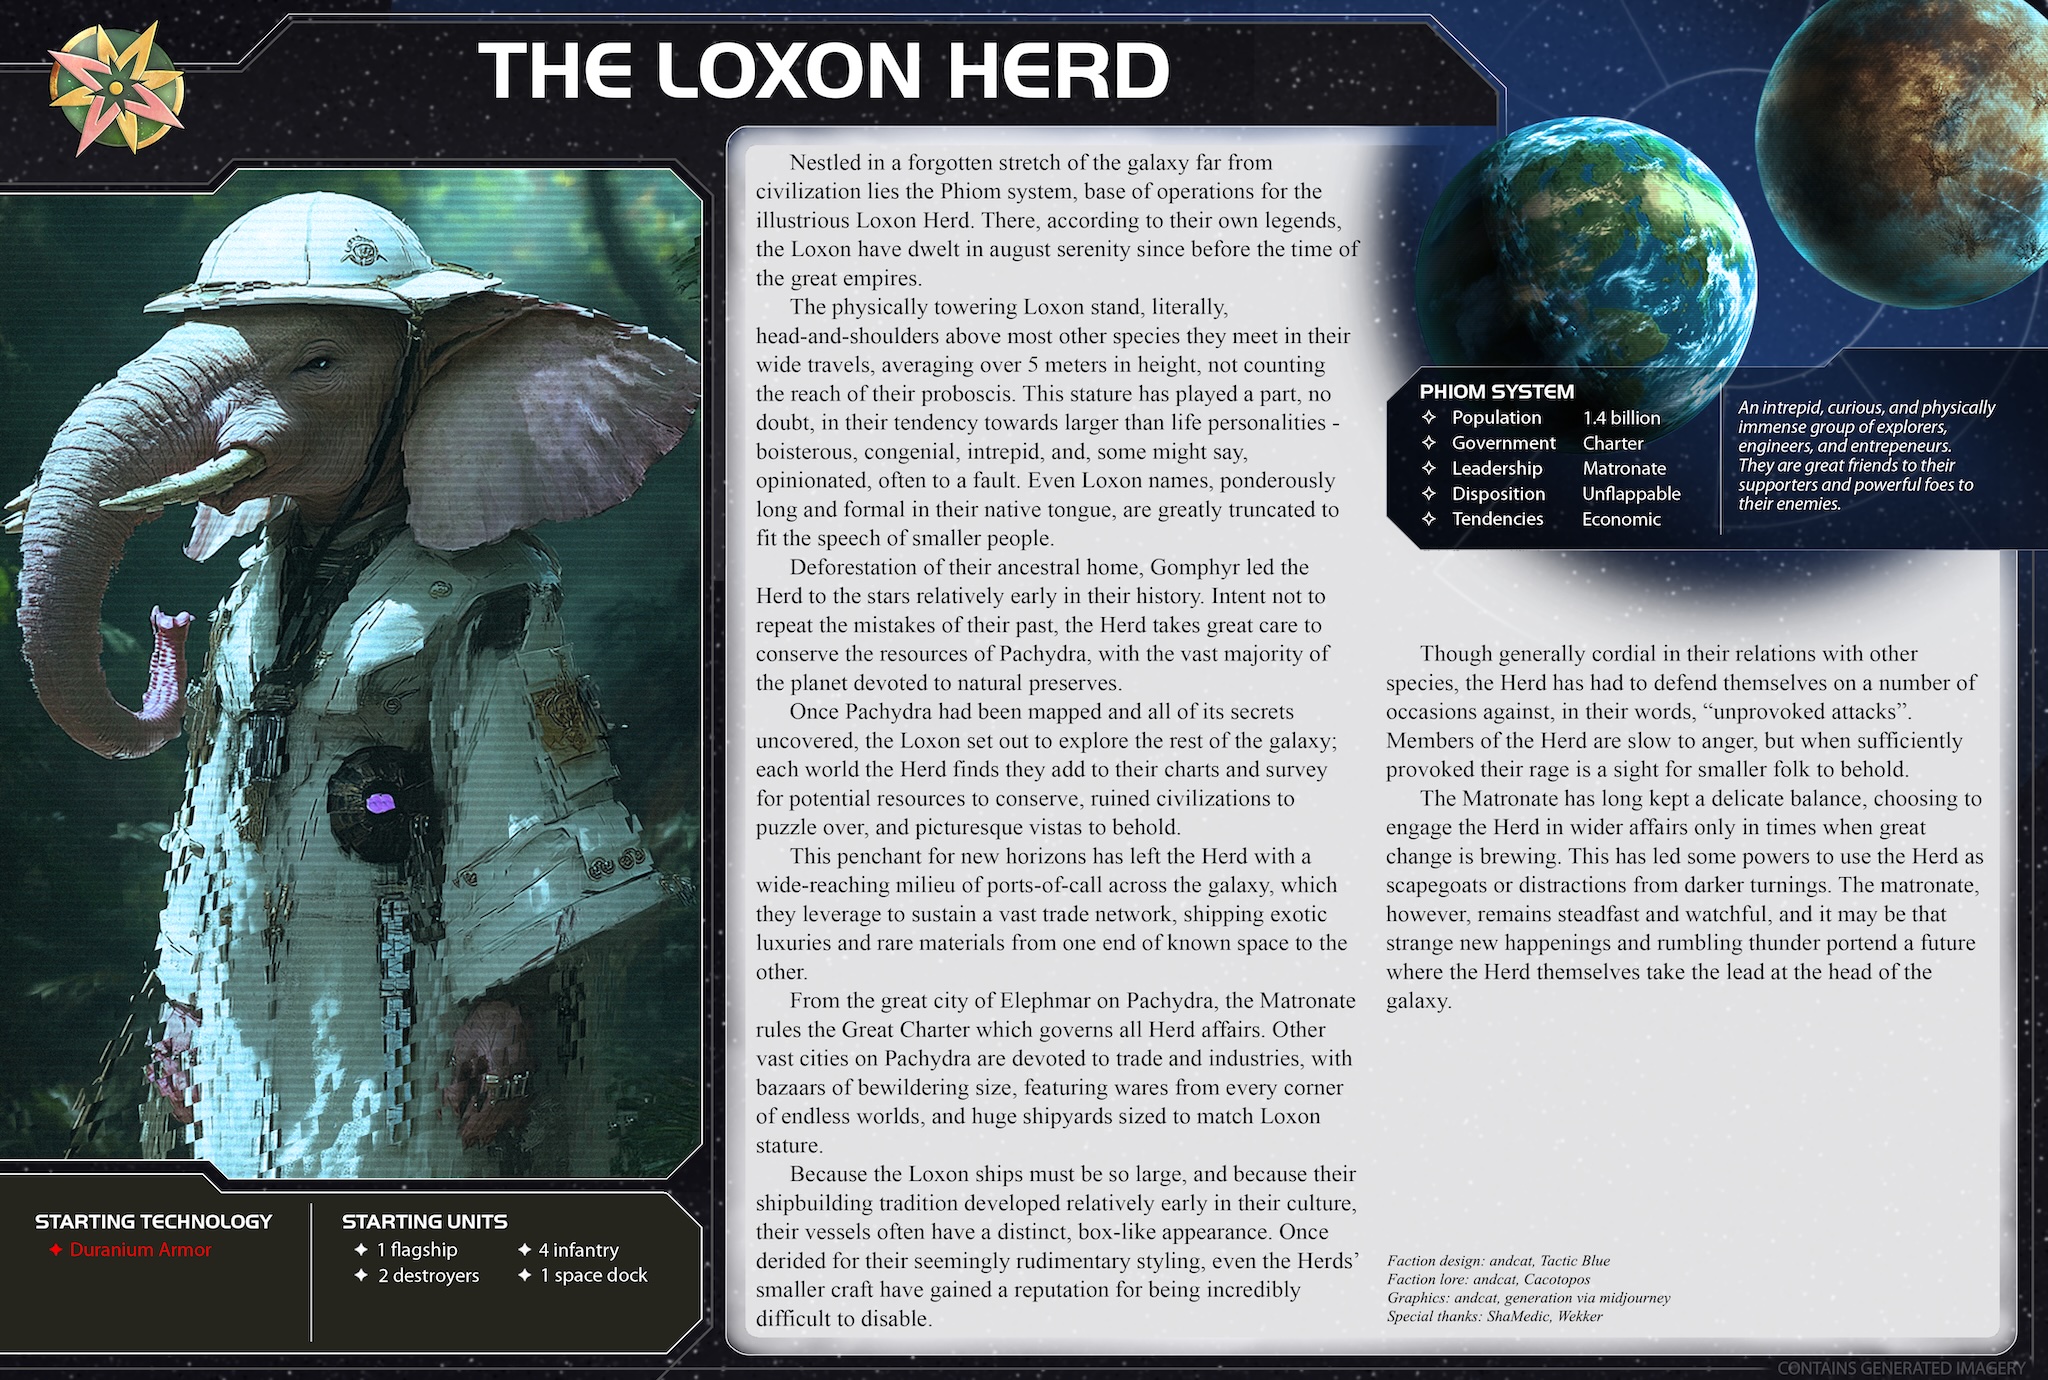 THE LOXON HERD
Nestled in a forgotten stretch of the galaxy far from
civilization lies the Phiom system, base of operations for the
illustrious Loxon Herd. There, according to their own legends,
the Loxon have dwelt in august serenity since before the time of
the great empires.
The physically towering Loxon stand, literally,
head-and-shoulders above most other species they meet in their
wide travels, averaging over 5 meters in height, not counting
the reach of their proboscis. This stature has played a part, no
doubt, in their tendency towards larger than life personalities -
boisterous, congenial, intrepid, and, some might say,
opinionated, often to a fault. Even Loxon names, ponderously
long and formal in their native tongue, are greatly truncated to
fit the speech of smaller people.
Deforestation of their ancestral home, Gomphyr led the
Herd to the stars relatively early in their history. Intent not to
repeat the mistakes of their past, the Herd takes great care to
conserve the resources of Pachydra, with the vast majority of
the planet devoted to natural preserves.
Once Pachydra had been mapped and all of its secrets
uncovered, the Loxon set out to explore the rest of the galaxy;
each world the Herd finds they add to their charts and survey
for potential resources to conserve, ruined civilizations to
puzzle over, and picturesque vistas to behold.
This penchant for new horizons has left the Herd with a
wide-reaching milieu of ports-of-call across the galaxy, which
they leverage to sustain a vast trade network, shipping exotic
luxuries and rare materials from one end of known space to the
other.
From the great city of Elephmar on Pachydra, the Matronate
rules the Great Charter which governs all Herd affairs. Other
vast cities on Pachydra are devoted to trade and industries, with
bazaars of bewildering size, featuring wares from every corner
of endless worlds, and huge shipyards sized to match Loxon
stature.
Because the Loxon ships must be so large, and because their
shipbuilding tradition developed relatively early in their culture,
their vessels often have a distinct, box-like appearance. Once
derided for their seemingly rudimentary styling, even the Herds'
smaller craft have gained a reputation for being incredibly
difficult to disable.
PHIOM SYSTEM
Population 1.4 billion
Government Charter
Leadership Matronate
Disposition Unflappable
Tendencies Economic
An intrepid, curious, and physically
immense group of explorers,
engineers, and entrepeneurs.
They are great friends to their
supporters and powerful foes to
their enemies.
Though generally cordial in their relations with other
species, the Herd has had to defend themselves on a number of
occasions against, in their words, “unprovoked attacks”.
Members of the Herd are slow to anger, but when sufficiently
provoked their rage is a sight for smaller folk to behold.
The Matronate has long kept a delicate balance, choosing to
engage the Herd in wider affairs only in times when great
change is brewing. This has led some powers to use the Herd as
scapegoats or distractions from darker turnings. The matronate,
however, remains steadfast and watchful, and it may be that
strange new happenings and rumbling thunder portend a future
where the Herd themselves take the lead at the head of the
galaxy.
STARTING TECHNOLOGY
Duranium Armor
STARTING UNITS
1 flagship 4 infantry
2 destroyers 1 space dock
Faction design: andcat, Tactic Blue
Faction lore: andcat, Cacotopos
Graphics: andcat, generation via midjourney
Special thanks: ShaMedic, Wekker
CONTAINS GENERATED IMAGERY